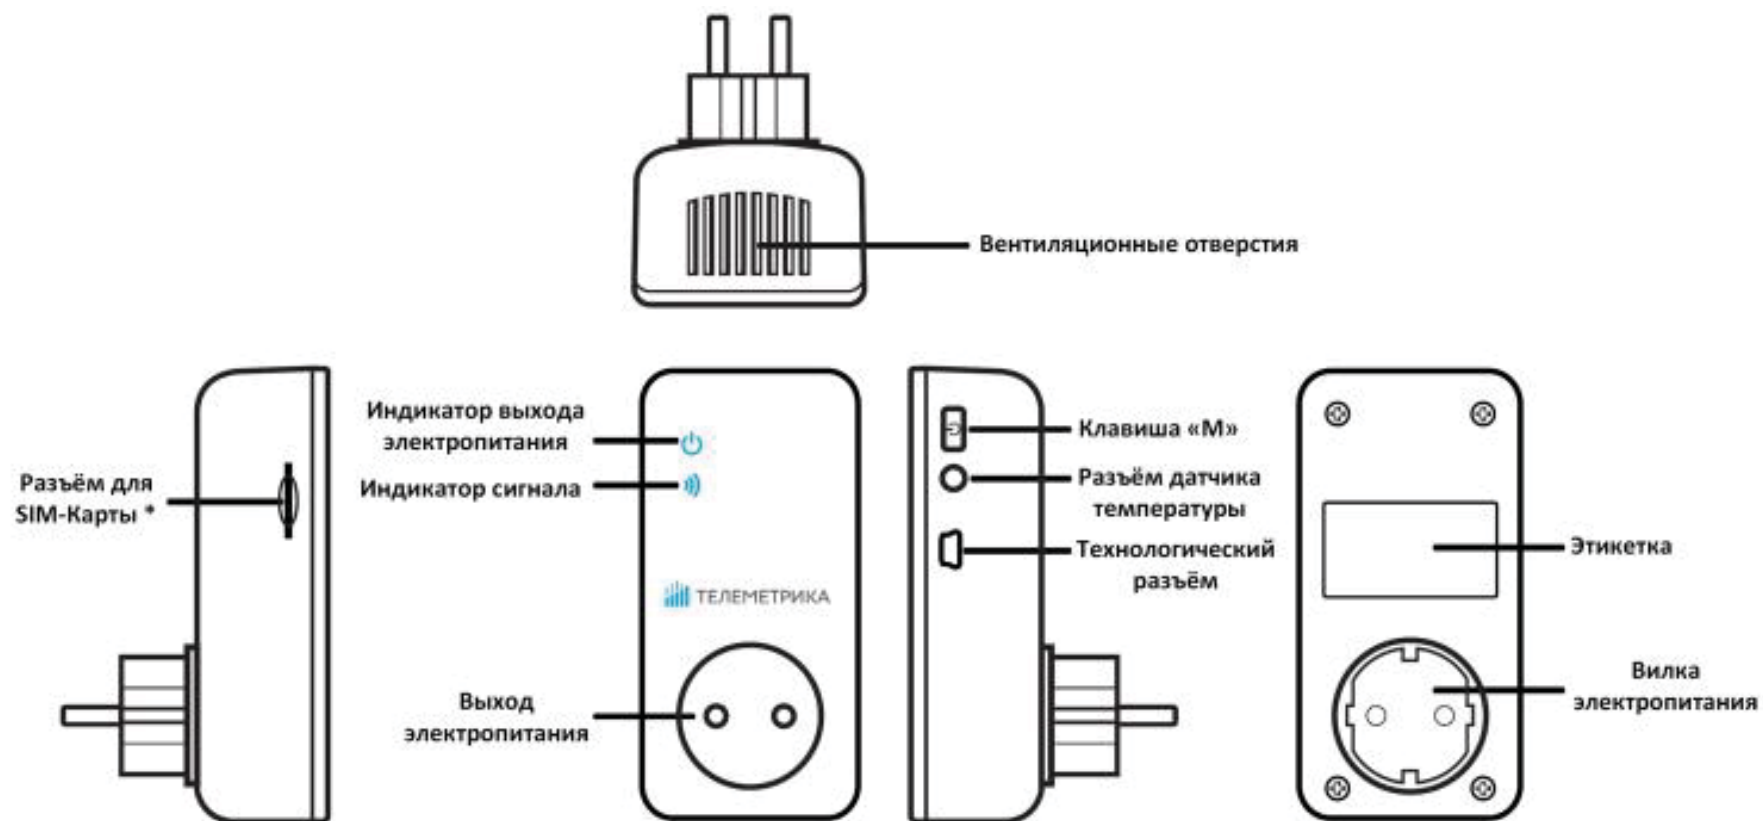 Вентиляционные отверстия
Разъём для
SIM-Карты *
Индикатор выхода
электропитания
Индикатор сигнала
ТЕЛЕМЕТРИКА
Выход
электропитания
Клавиша «М»
Разъём датчика
температуры
Технологический
разъём
Этикетка
Вилка
электропитания